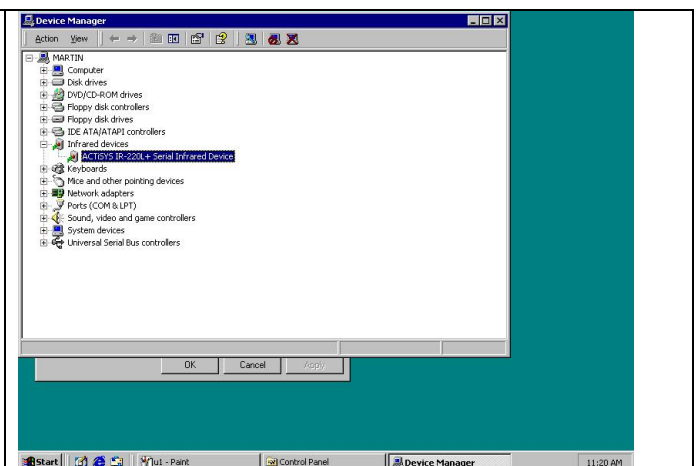 Device Manager
Action View
MARTIN
Computer
Disk drives
DVD/CD-ROM drives
Floppy disk controllers
Floppy disk drives
IDE ATA/ATAPI controllers
Infrared devices
ACTiSYS IR-220L+ Serial Infrared Device
Keyboards
Mice and other pointing devices
Network adapters
Ports (COM & LPT)
Sound, video and game controllers
System devices
Universal Serial Bus controllers
OK Cancel Apply
Start u1 - Paint Control Panel Device Manager 11:20 AM